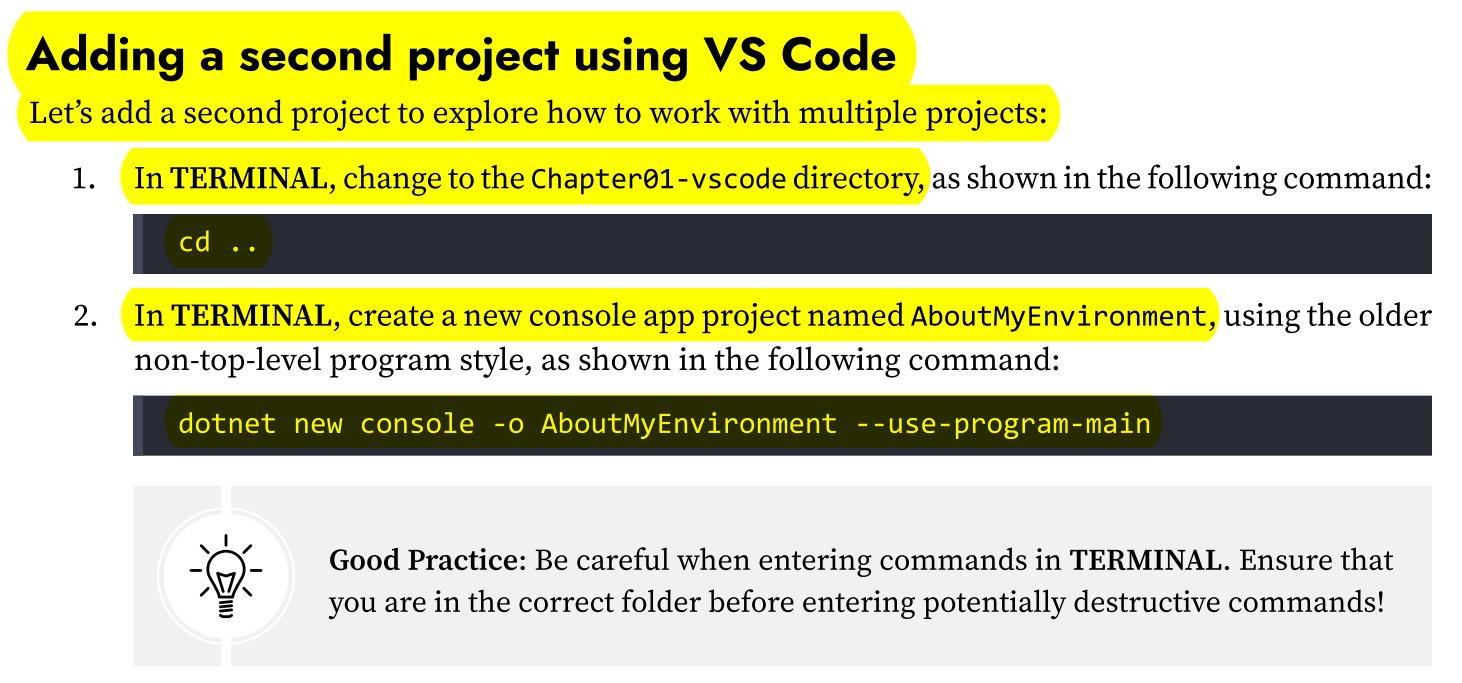 Adding a second project using VS Code
Let’s add a second project to explore how to work with multiple projects:
1. In TERMINAL, change to the Chapter01-vscode directory, as shown in the following command:
cd ..
2. In TERMINAL, create a new console app project named AboutMyEnvironment, using the older
non-top-level program style, as shown in the following command:
dotnet new console -o AboutMyEnvironment --use-program-main
Good Practice: Be careful when entering commands in TERMINAL. Ensure that
you are in the correct folder before entering potentially destructive commands!